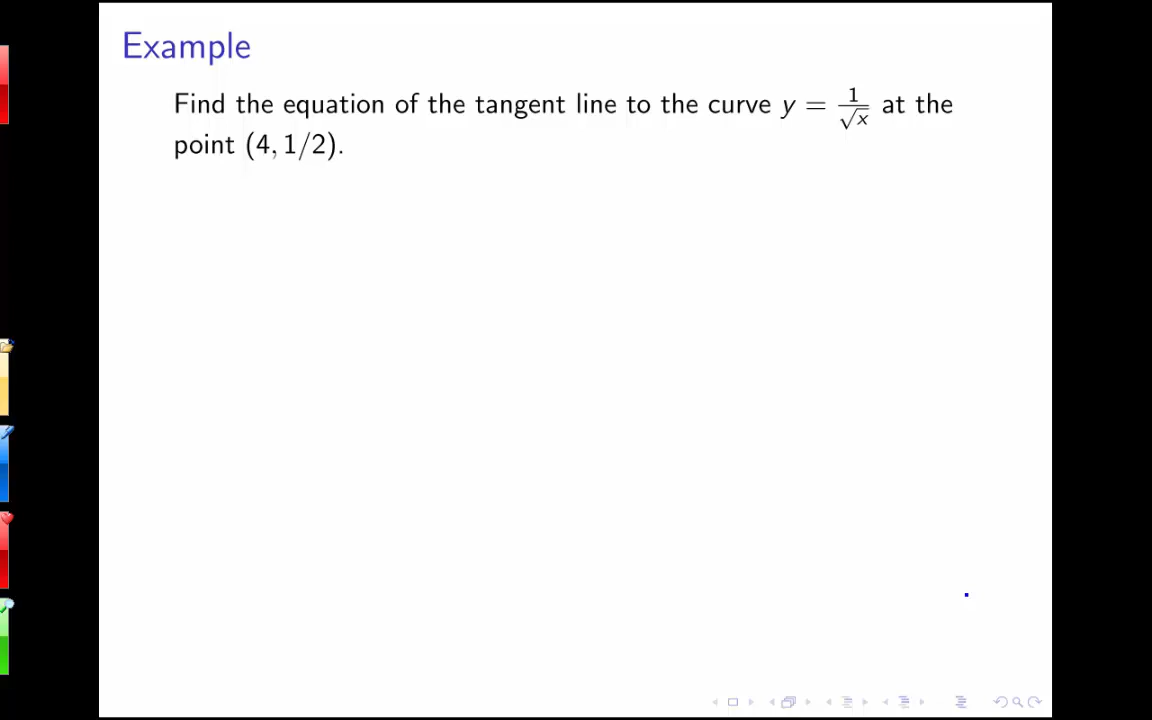 Example
Find the equation of the tangent line to the curve y = 1/√x at the
point (4, 1/2).